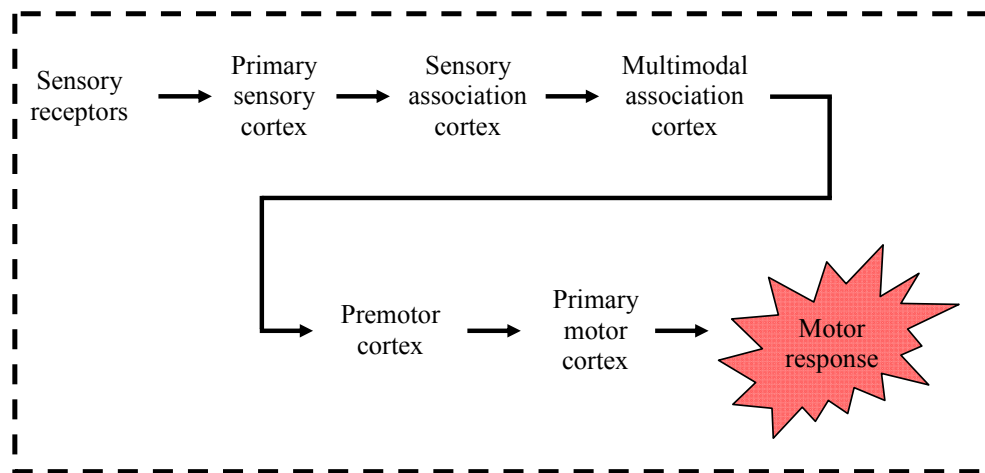 Sensory
receptors
Primary
sensory
cortex
Sensory
association
cortex
Multimodal
association
cortex
Premotor
cortex
Primary
motor
cortex
Motor
response